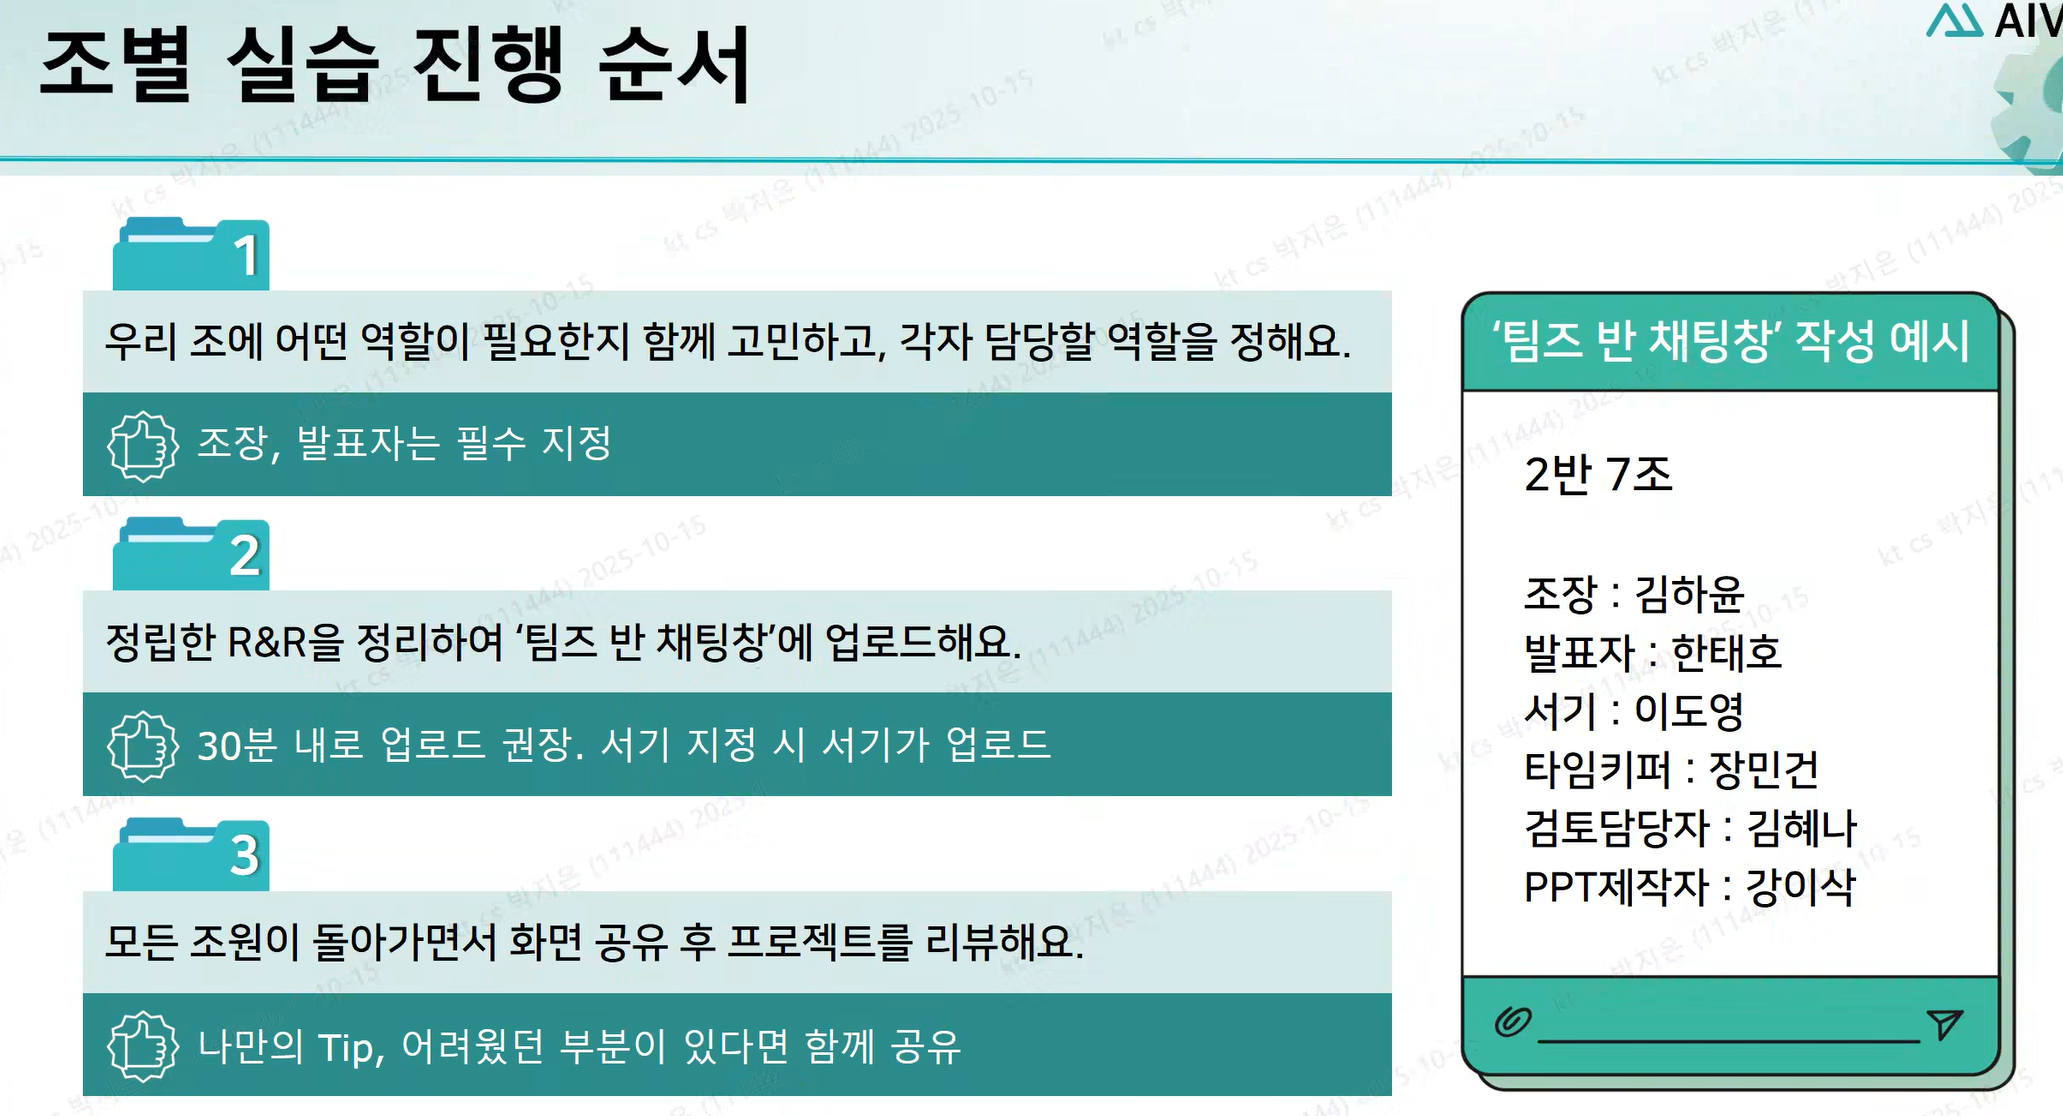 조별 실습 진행 순서
AIV
1
우리 조에 어떤 역할이 필요한지 함께 고민하고, 각자 담당할 역할을 정해요.
조장, 발표자는 필수 지정
2
정립한 R&R을 정리하여 ‘팀즈 반 채팅창’에 업로드해요.
30분 내로 업로드 권장. 서기 지정 시 서기가 업로드
3
모든 조원이 돌아가면서 화면 공유 후 프로젝트를 리뷰해요.
나만의 Tip, 어려웠던 부분이 있다면 함께 공유
‘팀즈 반 채팅창’ 작성 예시
2반 7조
조장 : 김하윤
발표자 : 한태호
서기 : 이도영
타임키퍼 : 장민건
검토담당자 : 김혜나
PPT제작자 : 강이삭
kt cs 박지은 (111444) 2025-10-15